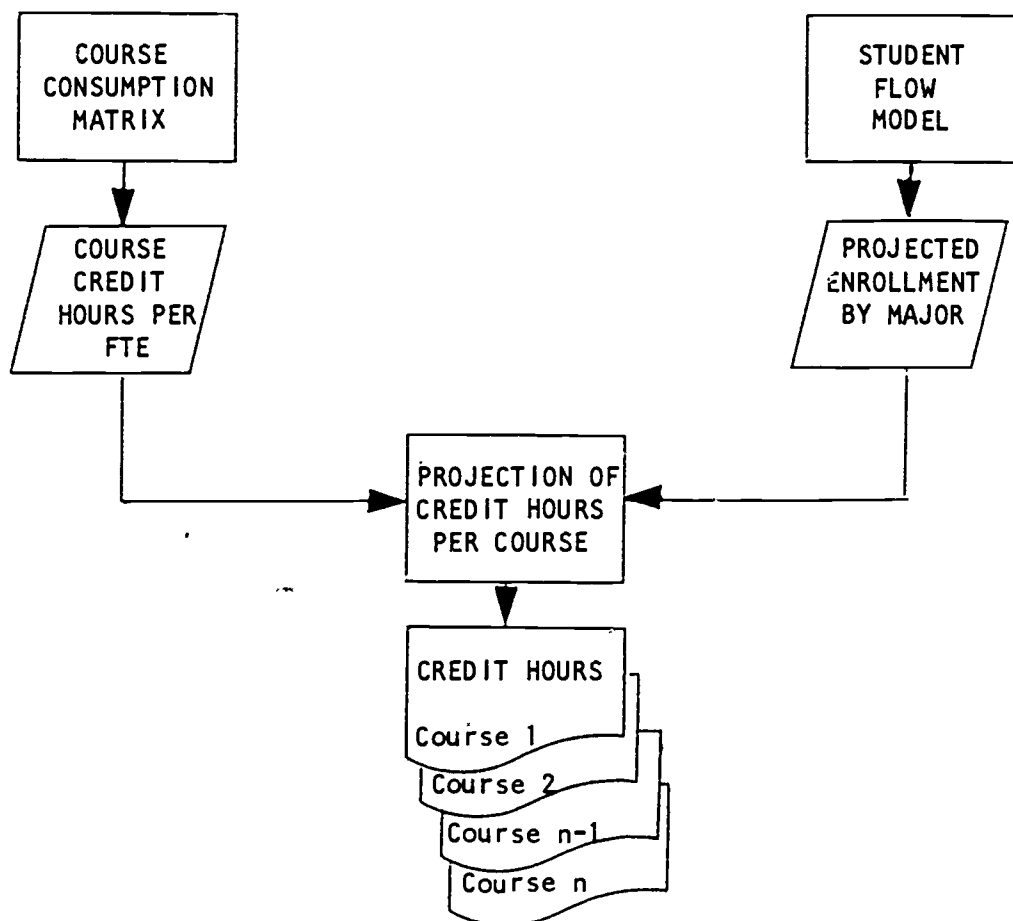 COURSE
CONSUMPTION
MATRIX
STUDENT
FLOW
MODEL
COURSE
CREDIT
HOURS PER
FTE
PROJECTED
ENROLLMENT
BY MAJOR
PROJECTION OF
CREDIT HOURS
PER COURSE
CREDIT HOURS
Course 1
Course 2
Course n-1
Course n